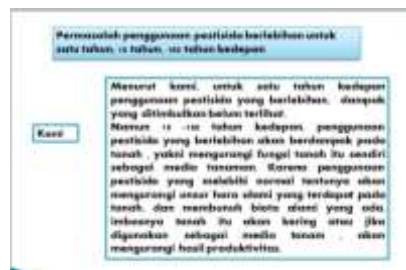 Permasalah penggunaan pestisida berlebihan untuk
satu tahun, 10 tahun, 100 tahun kedepan
Kami
Menurut kami, untuk satu tahun kedepan
penggunaan pestisida yang berlebihan, dampak
yang ditimbulkan belum terlihat.
Namun 10 -100 tahun kedepan, penggunaan
pestisida yang berlebihan akan berdampak pada
tanah , yakni mengurangi fungsi tanah itu sendiri
sebagai media tanaman. Karena penggunaan
pestisida yang melebihi normal tentunya akan
mengurangi unsur hara alami yang terdapat pada
tanah, dan membunuh biota alami yang ada,
imbasnya tanah itu akan kering atau jika
digunakan sebagai media tanam , akan
mengurangi hasil produktivitas.